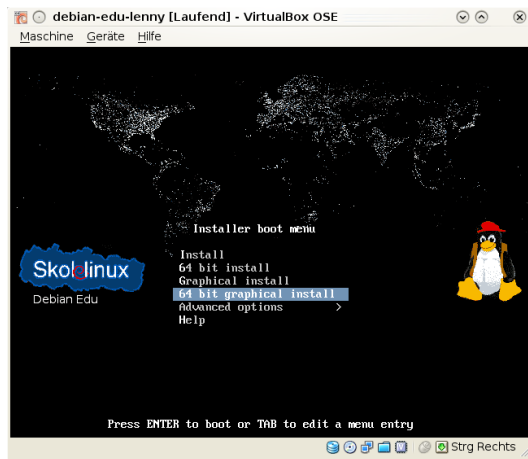 debian-edu-lenny [Laufend] - VirtualBox OSE
Maschine Geräte Hilfe
Installer boot menu
Install
64 bit install
Graphical install
64 bit graphical install
Advanced options >
Help
Skolelinux
Debian Edu
Press ENTER to boot or TAB to edit a menu entry
Strg Rechts